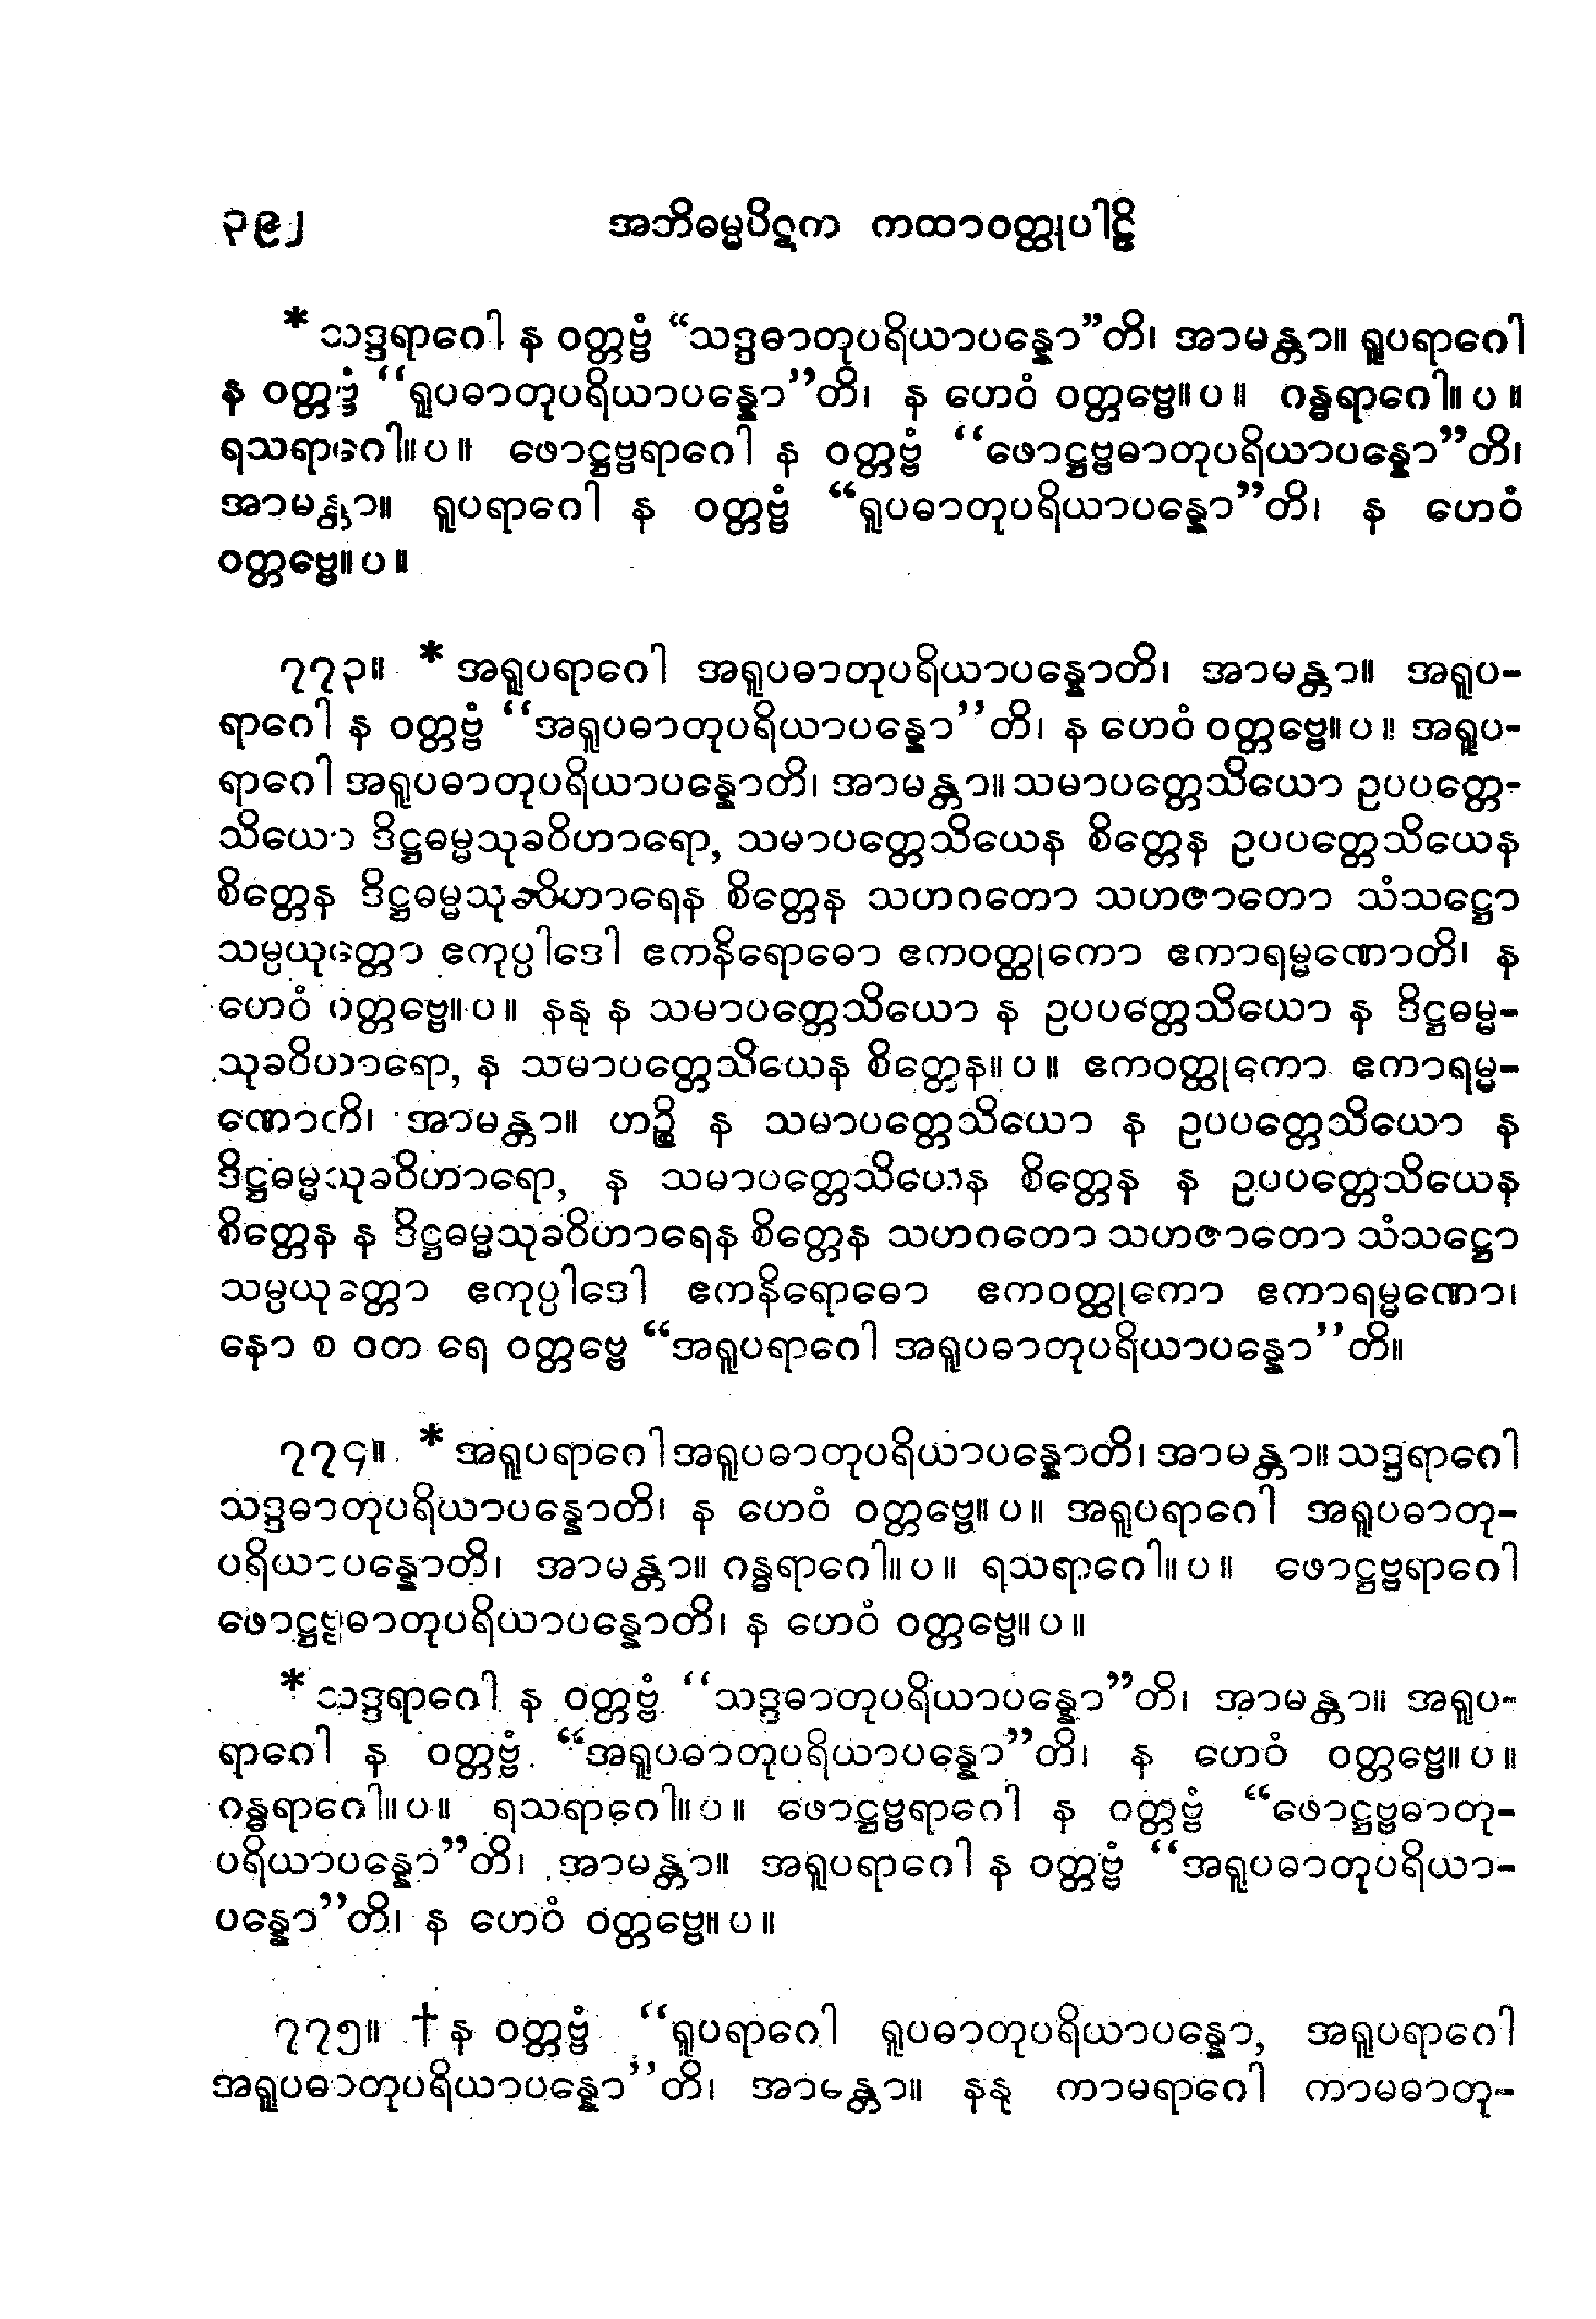 ၃၉၂ အဘိဓမ္မပိဋက ကထာဝတ္ထုပါဠိ
* သဒ္ဒရာဂေါ န ဝတ္တဗ္ဗံ “သဒ္ဒဓာတုပရိယာပန္နော”တိ၊ အာမန္တာ။ ရူပရာဂေါ
န ဝတ္တဗ္ဗံ “ရူပဓာတုပရိယာပန္နော”တိ၊ န ဟေဝံ ဝတ္တဗ္ဗေ။ ပ ။ ဂန္ဓရာဂေါ။ ပ ။
ရသရာဂေါ။ ပ ။ ဖောဋ္ဌဗ္ဗရာဂေါ န ဝတ္တဗ္ဗံ “ဖောဋ္ဌဗ္ဗဓာတုပရိယာပန္နော”တိ၊
အာမန္တာ။ ရူပရာဂေါ န ဝတ္တဗ္ဗံ “ရူပဓာတုပရိယာပန္နော”တိ၊ န ဟေဝံ
ဝတ္တဗ္ဗေ။ ပ ။
၇၇၃။ * အရူပရာဂေါ အရူပဓာတုပရိယာပန္နောတိ၊ အာမန္တာ။ အရူပ-
ရာဂေါ န ဝတ္တဗ္ဗံ “အရူပဓာတုပရိယာပန္နော”တိ၊ န ဟေဝံ ဝတ္တဗ္ဗေ။ ပ ။ အရူပ-
ရာဂေါ အရူပဓာတုပရိယာပန္နောတိ၊ အာမန္တာ။ သမာပတ္တေသိယော ဥပပတ္တေ-
သိယော ဒိဋ္ဌဓမ္မသုခဝိဟာရော, သမာပတ္တေသိယေန စိတ္တေန ဥပပတ္တေသိယေန
စိတ္တေန ဒိဋ္ဌဓမ္မသုခဝိဟာရေန စိတ္တေန သဟဂတော သဟဇာတော သံသဋ္ဌော
သမ္ပယုတ္တော ဧကုပ္ပါဒေါ ဧကနိရောဓော ဧကဝတ္ထုကော ဧကာရမ္မဏောတိ၊ န
ဟေဝံ ဝတ္တဗ္ဗေ။ ပ ။ နနု န သမာပတ္တေသိယော န ဥပပတ္တေသိယော န ဒိဋ္ဌဓမ္မ-
သုခဝိဟာရော, န သမာပတ္တေသိယေန စိတ္တေန။ ပ ။ ဧကဝတ္ထုကော ဧကာရမ္မ-
ဏောတိ၊ အာမန္တာ။ ဟဉ္စိ န သမာပတ္တေသိယော န ဥပပတ္တေသိယော န
ဒိဋ္ဌဓမ္မသုခဝိဟာရော, န သမာပတ္တေသိယေန စိတ္တေန န ဥပပတ္တေသိယေန
စိတ္တေန န ဒိဋ္ဌဓမ္မသုခဝိဟာရေန စိတ္တေန သဟဂတော သဟဇာတော သံသဋ္ဌော
သမ္ပယုတ္တော ဧကုပ္ပါဒေါ ဧကနိရောဓော ဧကဝတ္ထုကော ဧကာရမ္မဏော၊
နော စ ဝတ ရေ ဝတ္တဗ္ဗေ “အရူပရာဂေါ အရူပဓာတုပရိယာပန္နော”တိ။
၇၇၄။ * အရူပရာဂေါ အရူပဓာတုပရိယာပန္နောတိ၊ အာမန္တာ။ သဒ္ဒရာဂေါ
သဒ္ဒဓာတုပရိယာပန္နောတိ၊ န ဟေဝံ ဝတ္တဗ္ဗေ။ ပ ။ အရူပရာဂေါ အရူပဓာတု-
ပရိယာပန္နောတိ၊ အာမန္တာ။ ဂန္ဓရာဂေါ။ ပ ။ ရသရာဂေါ။ ပ ။ ဖောဋ္ဌဗ္ဗရာဂေါ
ဖောဋ္ဌဗ္ဗဓာတုပရိယာပန္နောတိ၊ န ဟေဝံ ဝတ္တဗ္ဗေ။ ပ ။
* သဒ္ဒရာဂေါ န ဝတ္တဗ္ဗံ “သဒ္ဒဓာတုပရိယာပန္နော”တိ၊ အာမန္တာ။ အရူပ-
ရာဂေါ န ဝတ္တဗ္ဗံ “အရူပဓာတုပရိယာပန္နော”တိ၊ န ဟေဝံ ဝတ္တဗ္ဗေ။ ပ ။
ဂန္ဓရာဂေါ။ ပ ။ ရသရာဂေါ။ ပ ။ ဖောဋ္ဌဗ္ဗရာဂေါ န ဝတ္တဗ္ဗံ “ဖောဋ္ဌဗ္ဗဓာတု-
ပရိယာပန္နော”တိ၊ အာမန္တာ။ အရူပရာဂေါ န ဝတ္တဗ္ဗံ “အရူပဓာတုပရိယာ-
ပန္နော”တိ၊ န ဟေဝံ ဝတ္တဗ္ဗေ။ ပ ။
၇၇၅။ † န ဝတ္တဗ္ဗံ “ရူပရာဂေါ ရူပဓာတုပရိယာပန္နော, အရူပရာဂေါ
အရူပဓာတုပရိယာပန္နော”တိ၊ အာမန္တာ။ နနု ကာမရာဂေါ ကာမဓာတု-